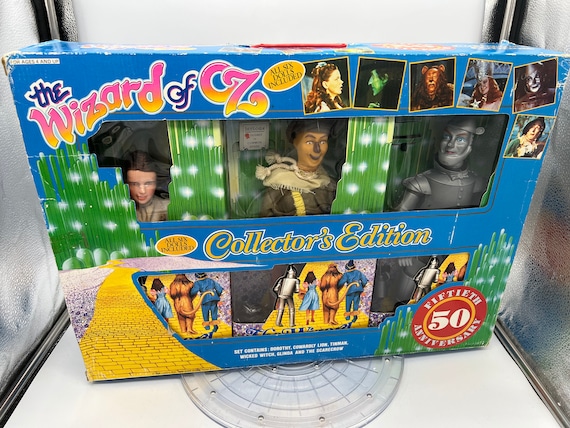 FOR AGES 4 AND UP
the Wizard of Oz
ALL SIX
DOLLS
INCLUDED
ALL SIX
DOLLS
INCLUDED
Collector's Edition
FIFTIETH
50
ANNIVERSARY
SET CONTAINS: DOROTHY, COWARDLY LION, TINMAN,
WICKED WITCH, GLINDA AND THE SCARECROW